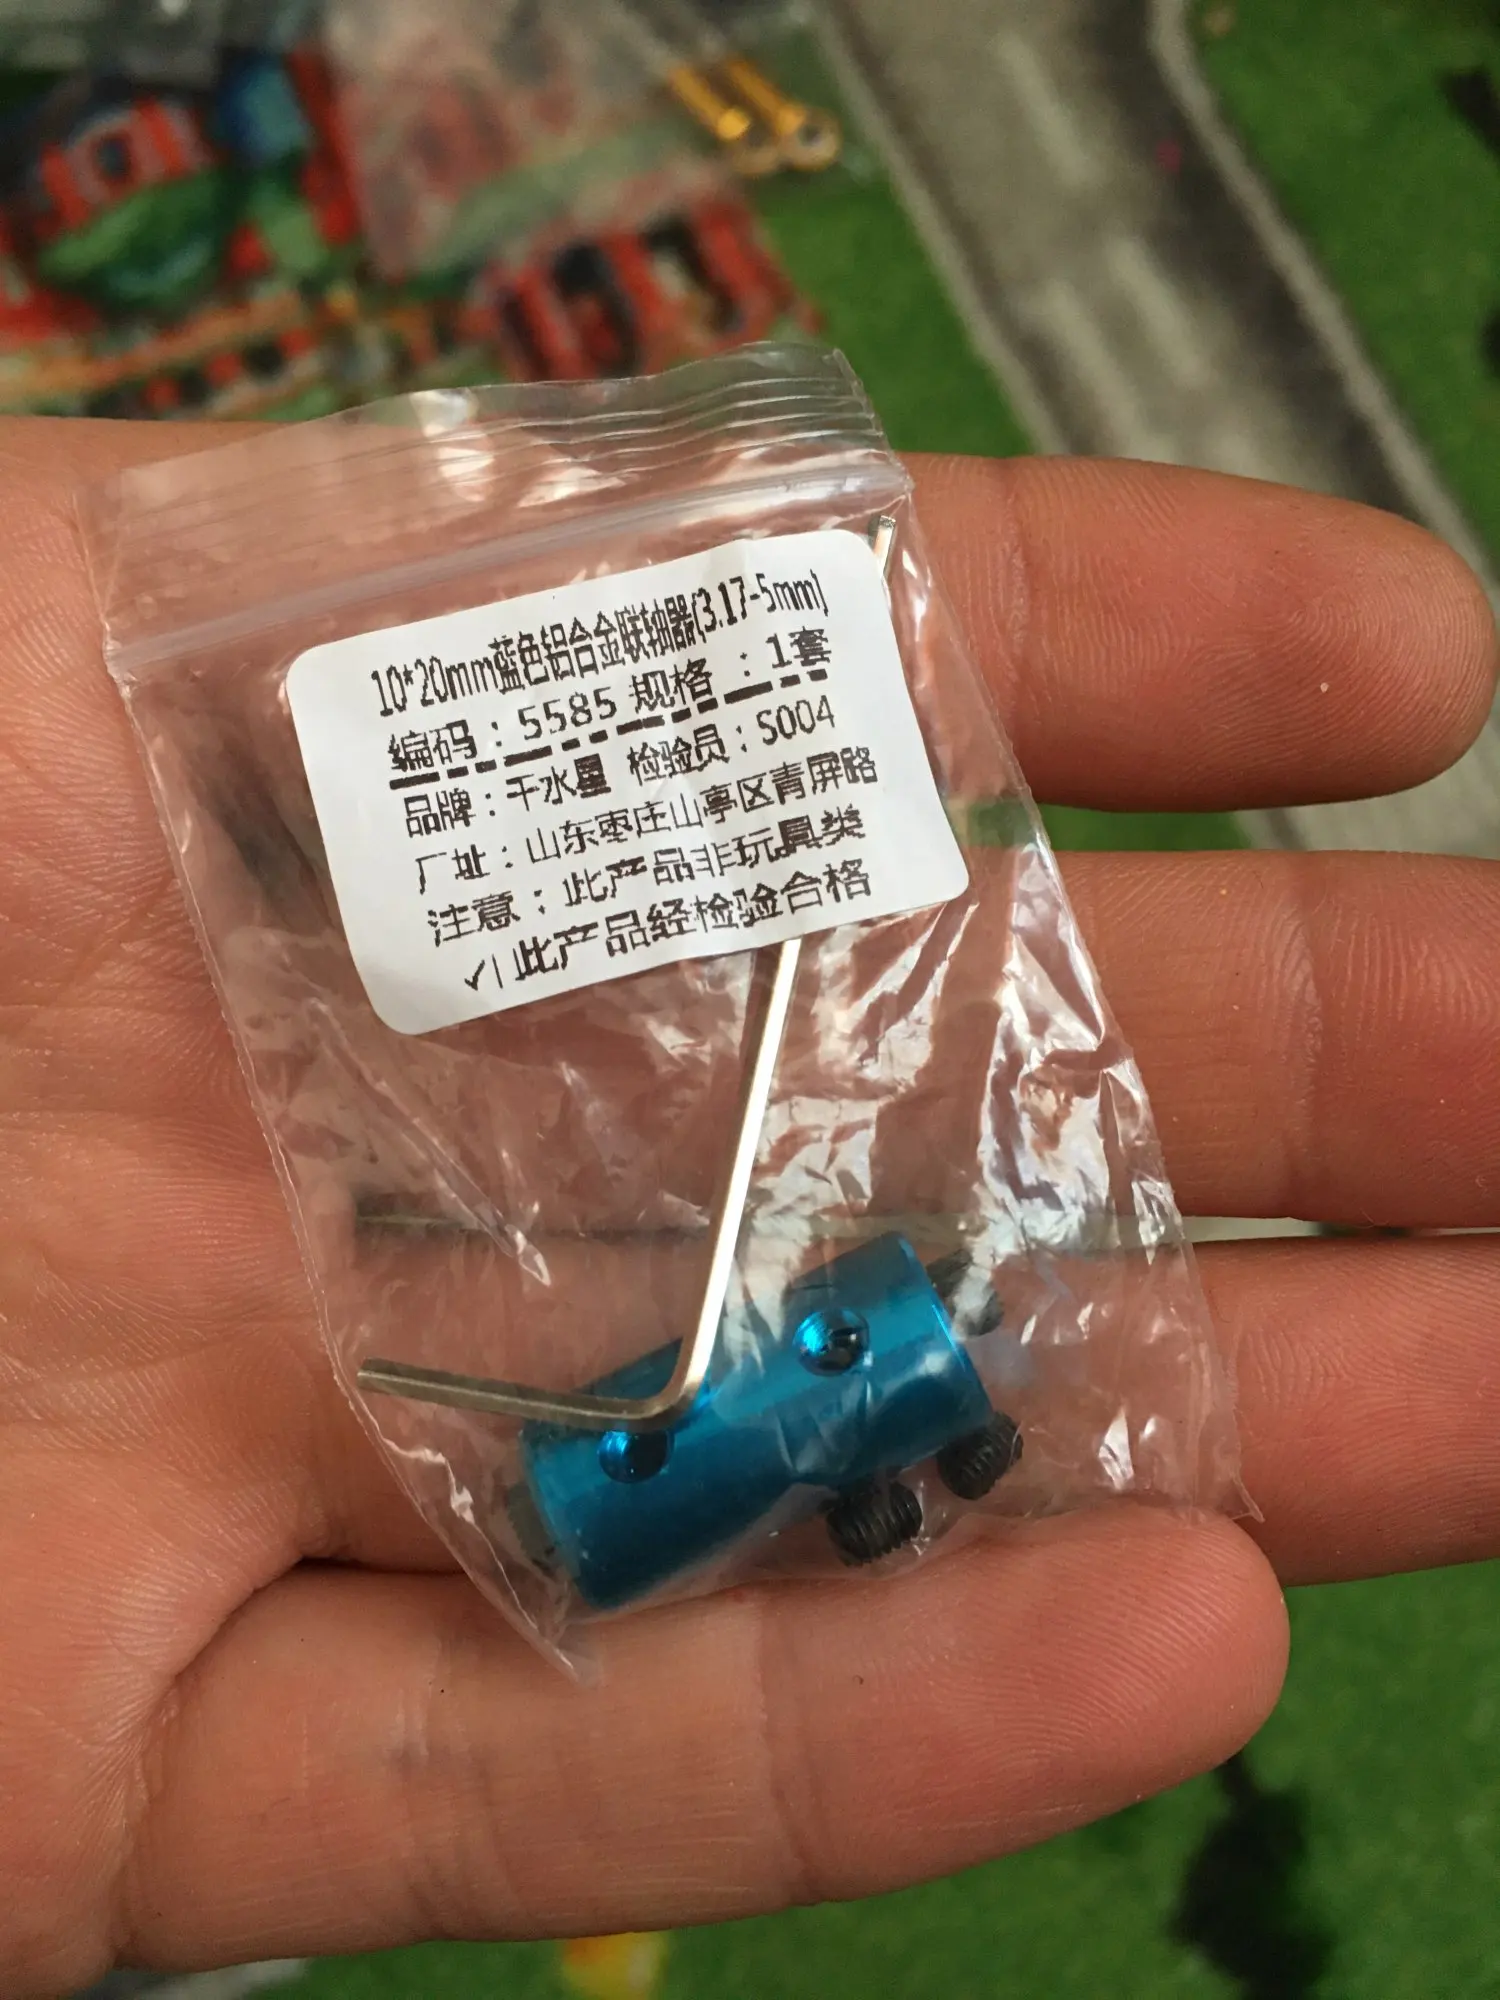 10*20mm蓝色铝合金联轴器(3.17-5mm)
编码：5585 规格：1套
品牌：千水星 检验员：S004
厂址：山东枣庄山亭区青屏路
注意：此产品非玩具类
√|此产品经检验合格